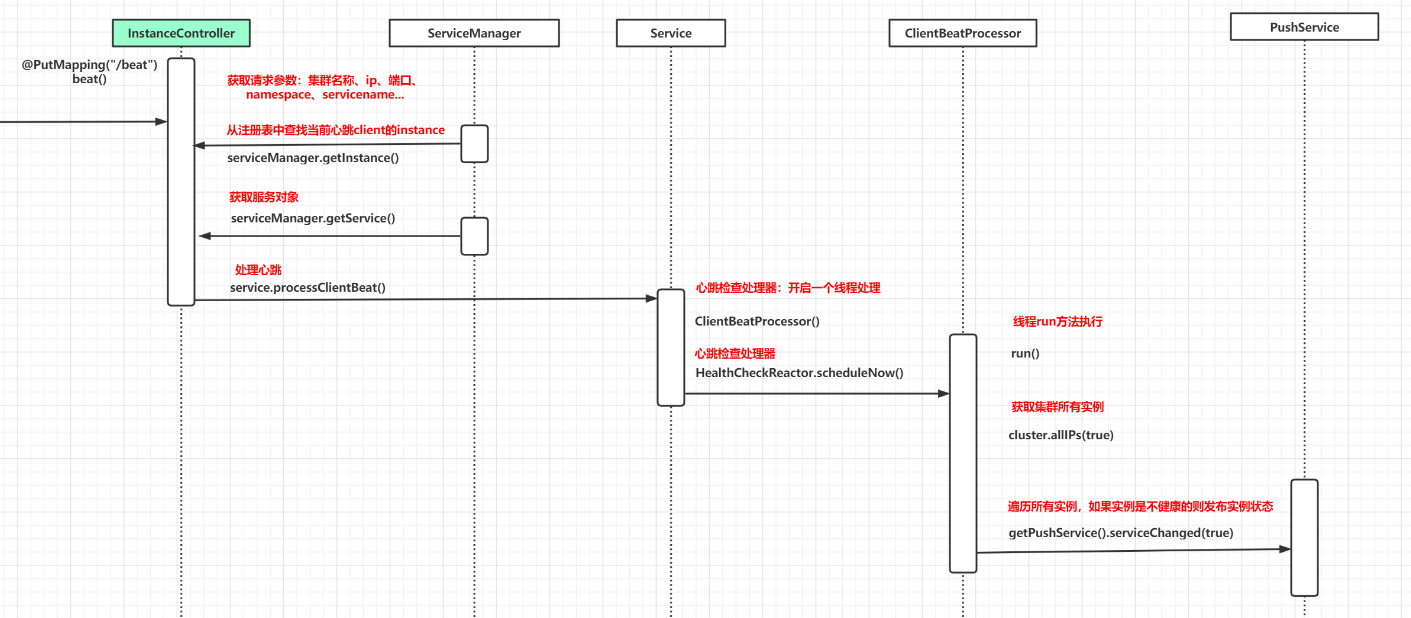 InstanceController
ServiceManager
Service
ClientBeatProcessor
PushService
@PutMapping("/beat")
beat()
获取请求参数：集群名称、ip、端口、
namespace、servicename...
从注册表中查找当前心跳client的instance
serviceManager.getInstance()
获取服务对象
serviceManager.getService()
处理心跳
service.processClientBeat()
心跳检查处理器：开启一个线程处理
ClientBeatProcessor()
心跳检查处理器
HealthCheckReactor.scheduleNow()
线程run方法执行
run()
获取集群所有实例
cluster.allIPs(true)
遍历所有实例，如果实例是不健康的则发布实例状态
getPushService().serviceChanged(true)